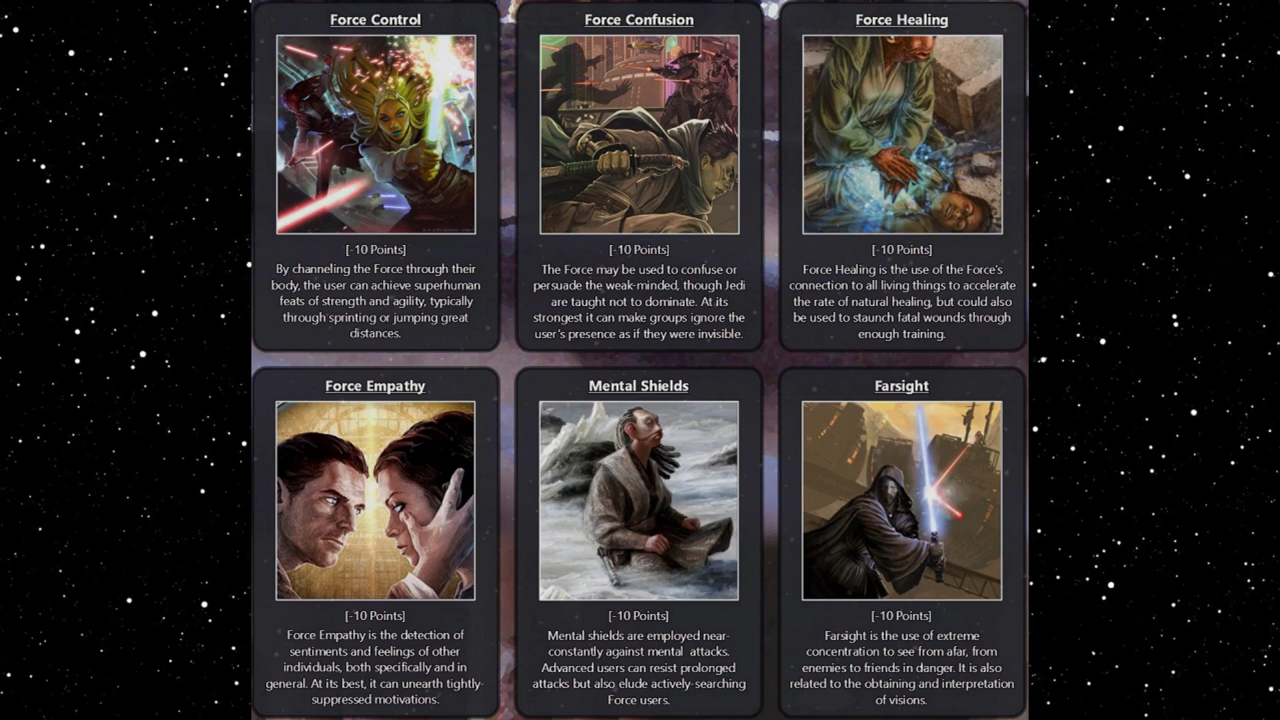 Force Control
[-10 Points]
By channeling the Force through their
body, the user can achieve superhuman
feats of strength and agility, typically
through sprinting or jumping great
distances.
Force Confusion
[-10 Points]
The Force may be used to confuse or
persuade the weak-minded, though Jedi
are taught not to dominate. At its
strongest it can make groups ignore the
user's presence as if they were invisible.
Force Healing
[-10 Points]
Force Healing is the use of the Force's
connection to all living things to accelerate
the rate of natural healing, but could also
be used to staunch fatal wounds through
enough training.
Force Empathy
[-10 Points]
Force Empathy is the detection of
sentiments and feelings of other
individuals, both specifically and in
general. At its best, it can unearth tightly-
suppressed motivations.
Mental Shields
[-10 Points]
Mental shields are employed near-
constantly against mental attacks.
Advanced users can resist prolonged
attacks but also elude actively-searching
Force users.
Farsight
[-10 Points]
Farsight is the use of extreme
concentration to see from afar, from
enemies to friends in danger. It is also
related to the obtaining and interpretation
of visions.